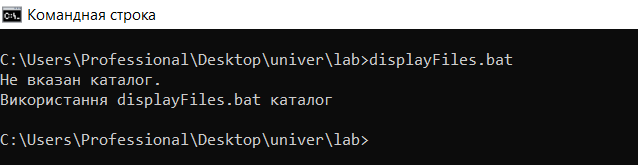 Командная строка
C:\Users\Professional\Desktop\univer\lab>displayFiles.bat
Не вказан каталог.
Використання displayFiles.bat каталог
C:\Users\Professional\Desktop\univer\lab>